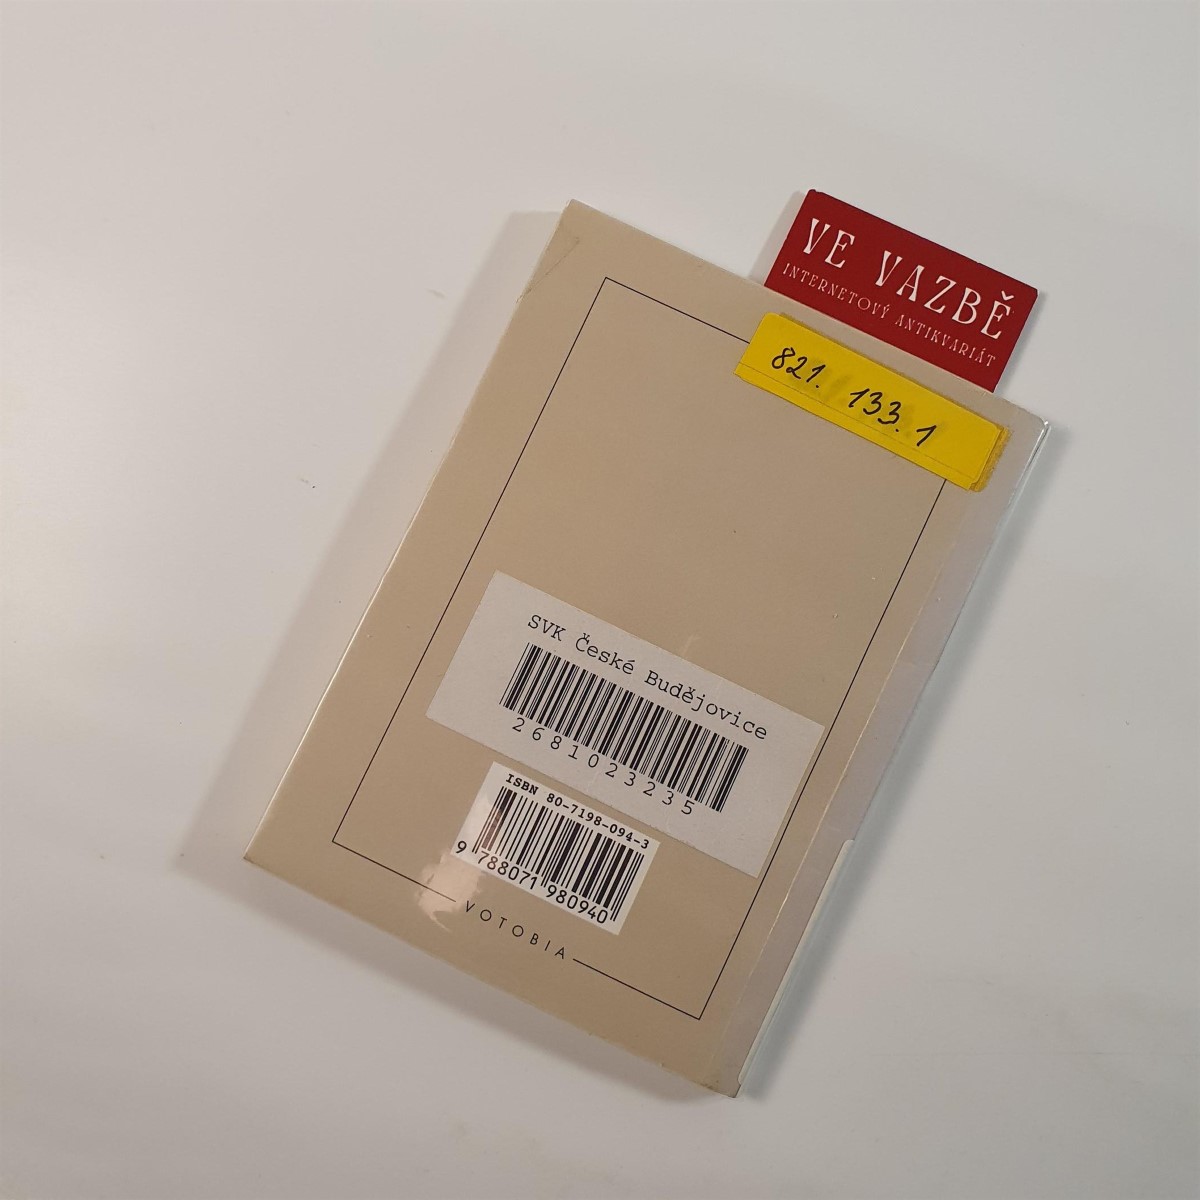 VE VAZBĚ
INTERNETOVÝ ANTIKVARIÁT
821. 133.1
SVK České Budějovice
2681023235
ISBN 80-7198-094-3
9 788071 980940
VOTOBIA